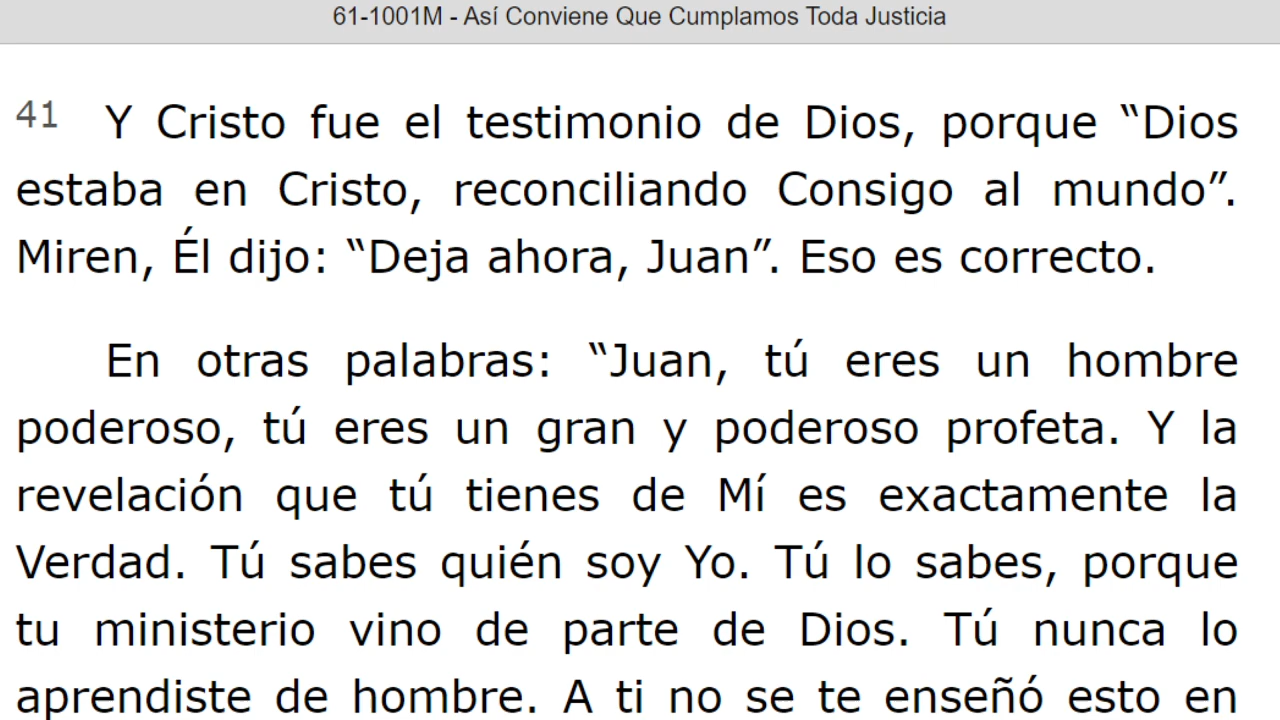 61-1001M - Así Conviene Que Cumplamos Toda Justicia
41 Y Cristo fue el testimonio de Dios, porque “Dios
estaba en Cristo, reconciliando Consigo al mundo”.
Miren, Él dijo: “Deja ahora, Juan”. Eso es correcto.
En otras palabras: “Juan, tú eres un hombre
poderoso, tú eres un gran y poderoso profeta. Y la
revelación que tú tienes de Mí es exactamente la
Verdad. Tú sabes quién soy Yo. Tú lo sabes, porque
tu ministerio vino de parte de Dios. Tú nunca lo
aprendiste de hombre. A ti no se te enseñó esto en